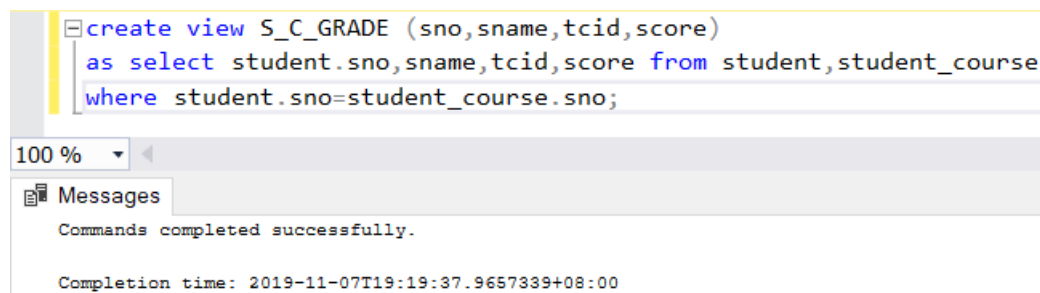 create view S_C_GRADE (sno,sname,tcid,score)
as select student.sno,sname,tcid,score from student,student_course
where student.sno=student_course.sno;
100 %
Messages
Commands completed successfully.
Completion time: 2019-11-07T19:19:37.9657339+08:00